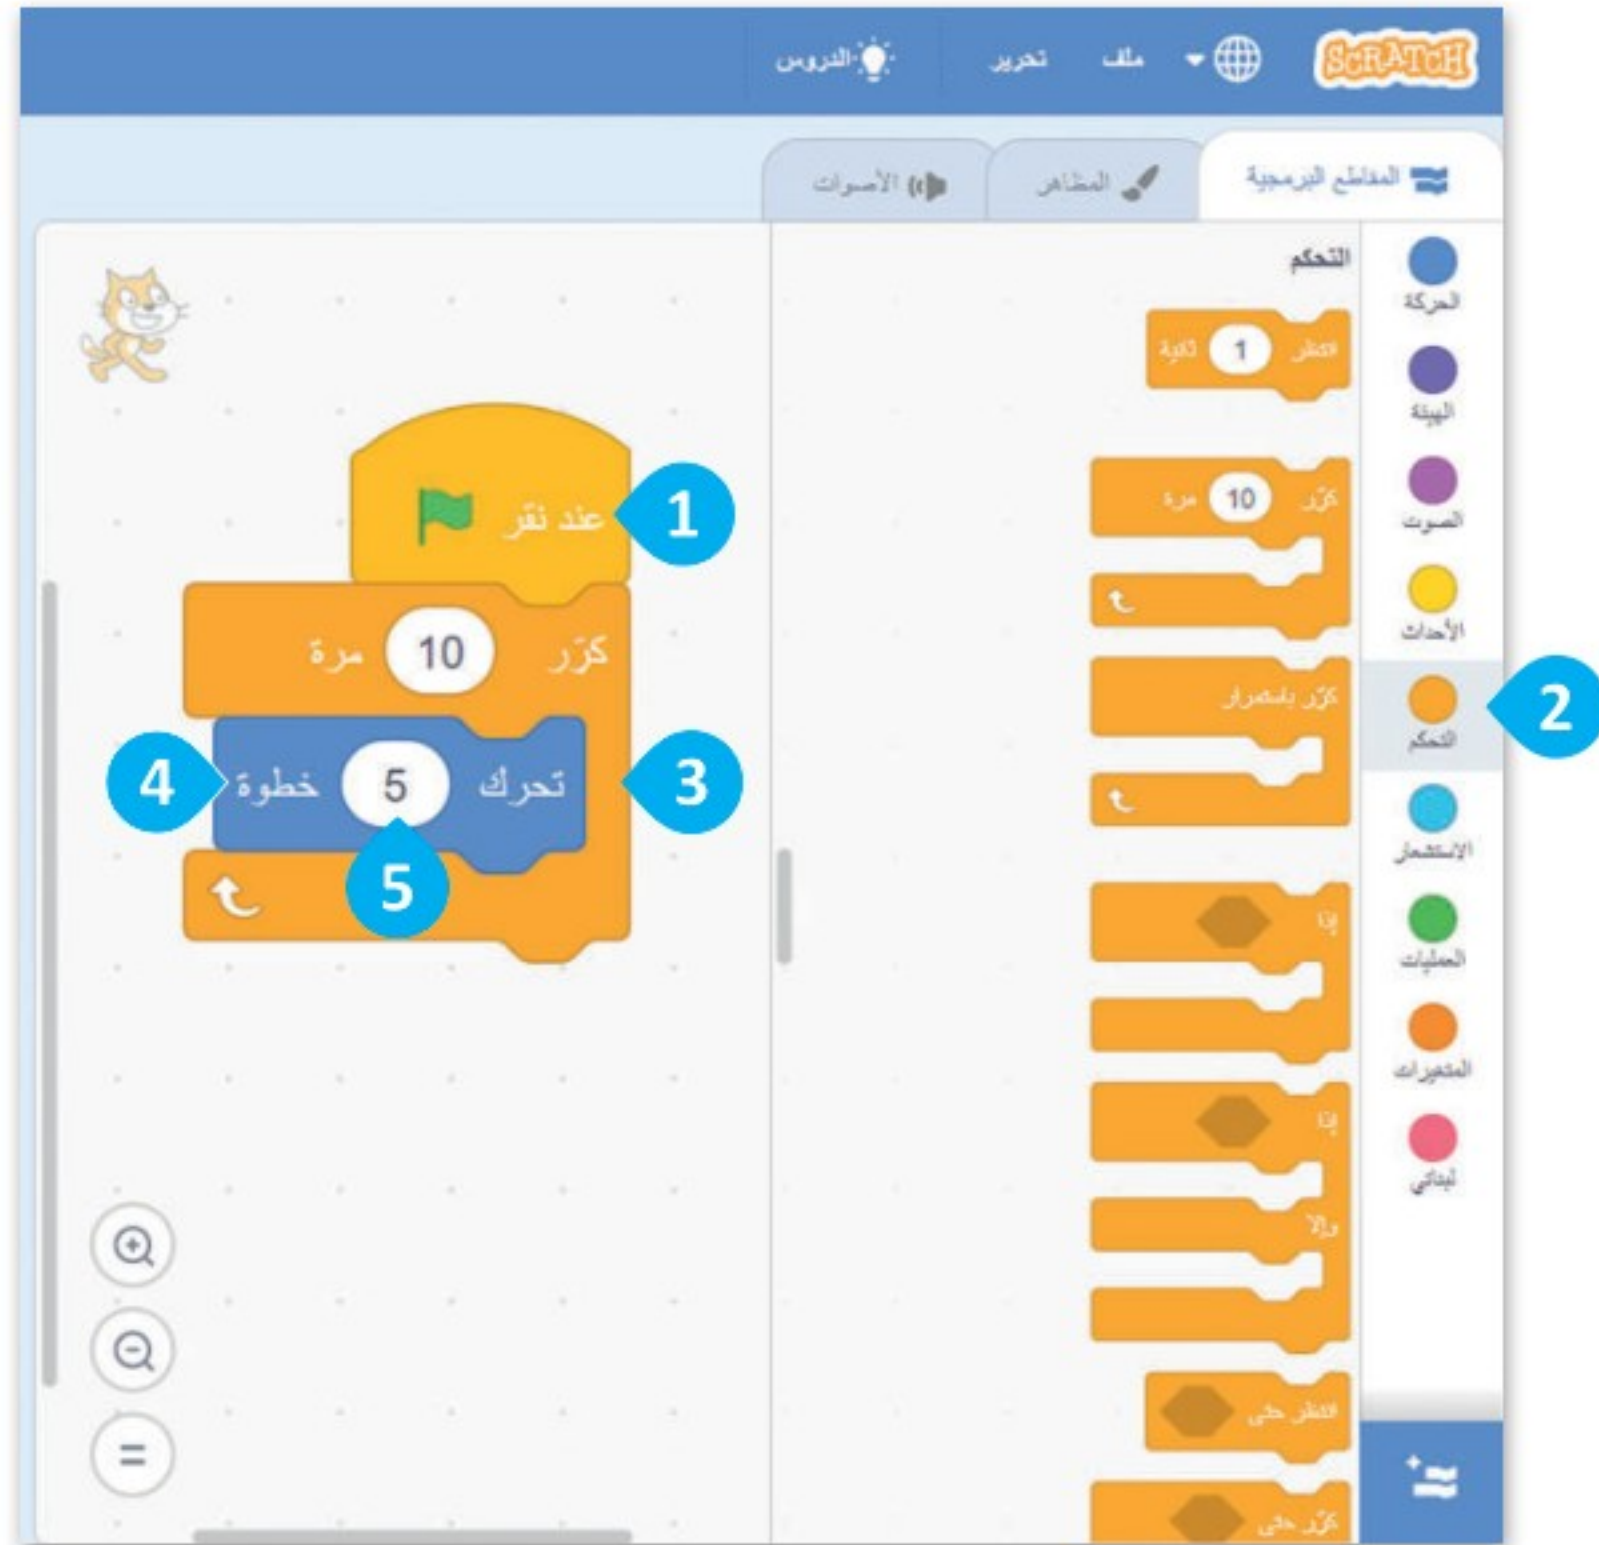 SCRATCH
ملف
تحرير
الدروس
المقاطع البرمجية
المظاهر
الأصوات
الحركة
الهيئة
الصوت
الأحداث
التحكم
2
الاستشعار
العمليات
المتغيرات
لبناتي
التحكم
انتظر 1 ثانية
كرّر 10 مرة
كرّر باستمرار
إذا
إذا
وإلا
انتظر حتى
كرّر حتى
عند نقر
1
كرّر 10 مرة
تحرك 5 خطوة
3
4
5